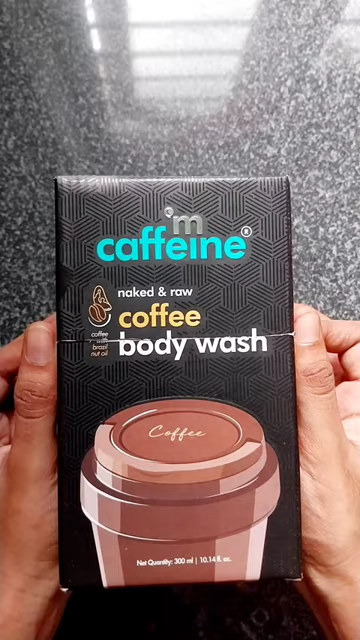 m
caffeine®
naked & raw
coffee
body wash
coffee
with
brazil
nut oil
Coffee
Net Quantity: 300 ml | 10.14 fl. oz.